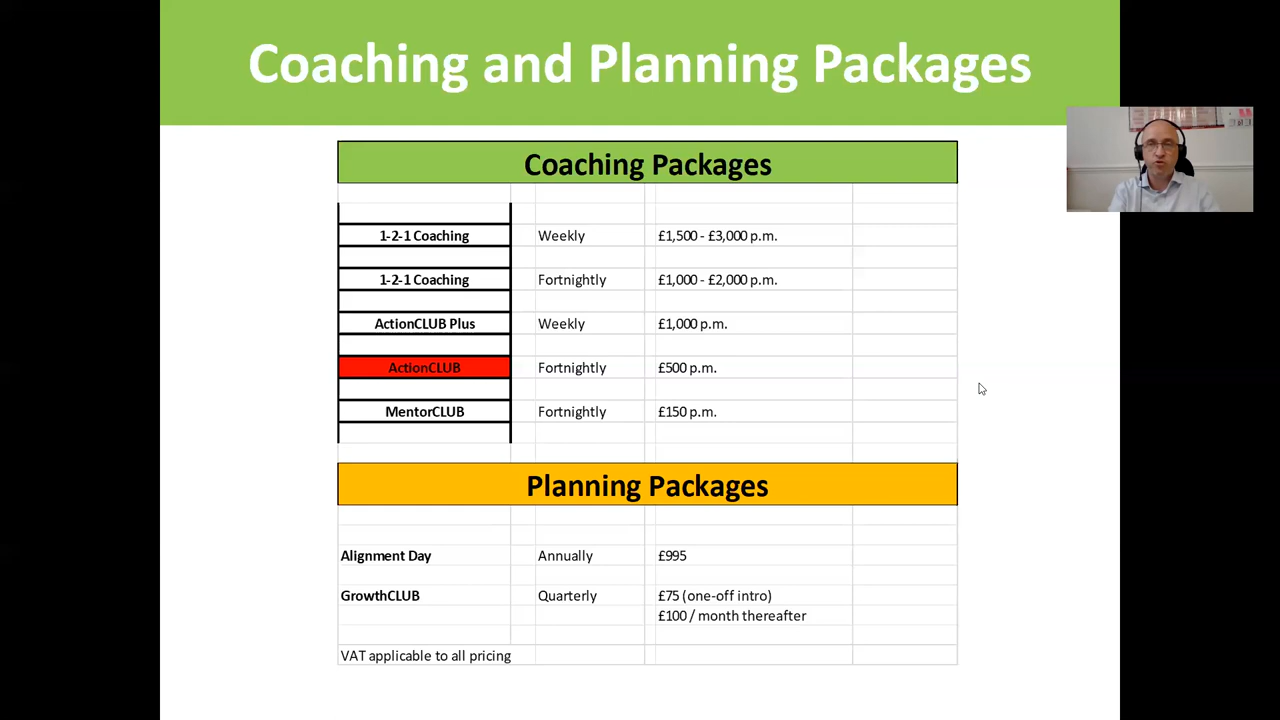 Coaching and Planning Packages
Coaching Packages
1-2-1 Coaching Weekly £1,500 - £3,000 p.m.
1-2-1 Coaching Fortnightly £1,000 - £2,000 p.m.
ActionCLUB Plus Weekly £1,000 p.m.
ActionCLUB Fortnightly £500 p.m.
MentorCLUB Fortnightly £150 p.m.
Planning Packages
Alignment Day Annually £995
GrowthCLUB Quarterly £75 (one-off intro)
£100 / month thereafter
VAT applicable to all pricing